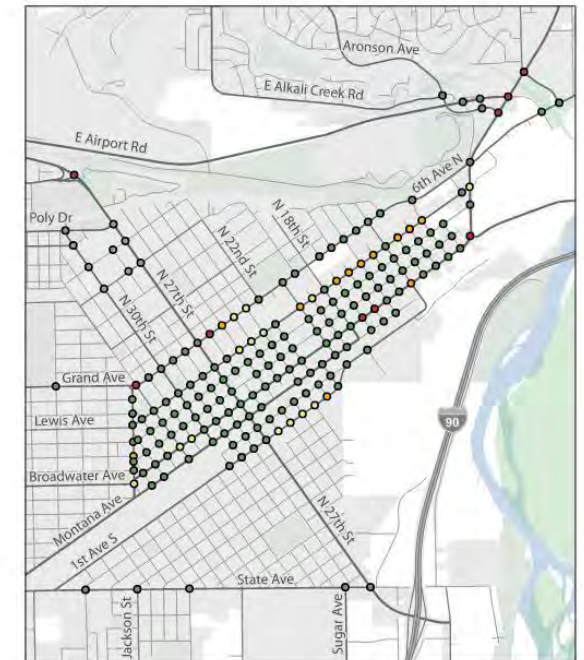 Aronson Ave
E Alkali Creek Rd
E Airport Rd
6th Ave N
Poly Dr
N 18th St
N 22nd St
N 27th St
N 30th St
Grand Ave
Lewis Ave
90
Broadwater Ave
Montana Ave
N 27th St
1st Ave S
State Ave
Jackson St
Sugar Ave